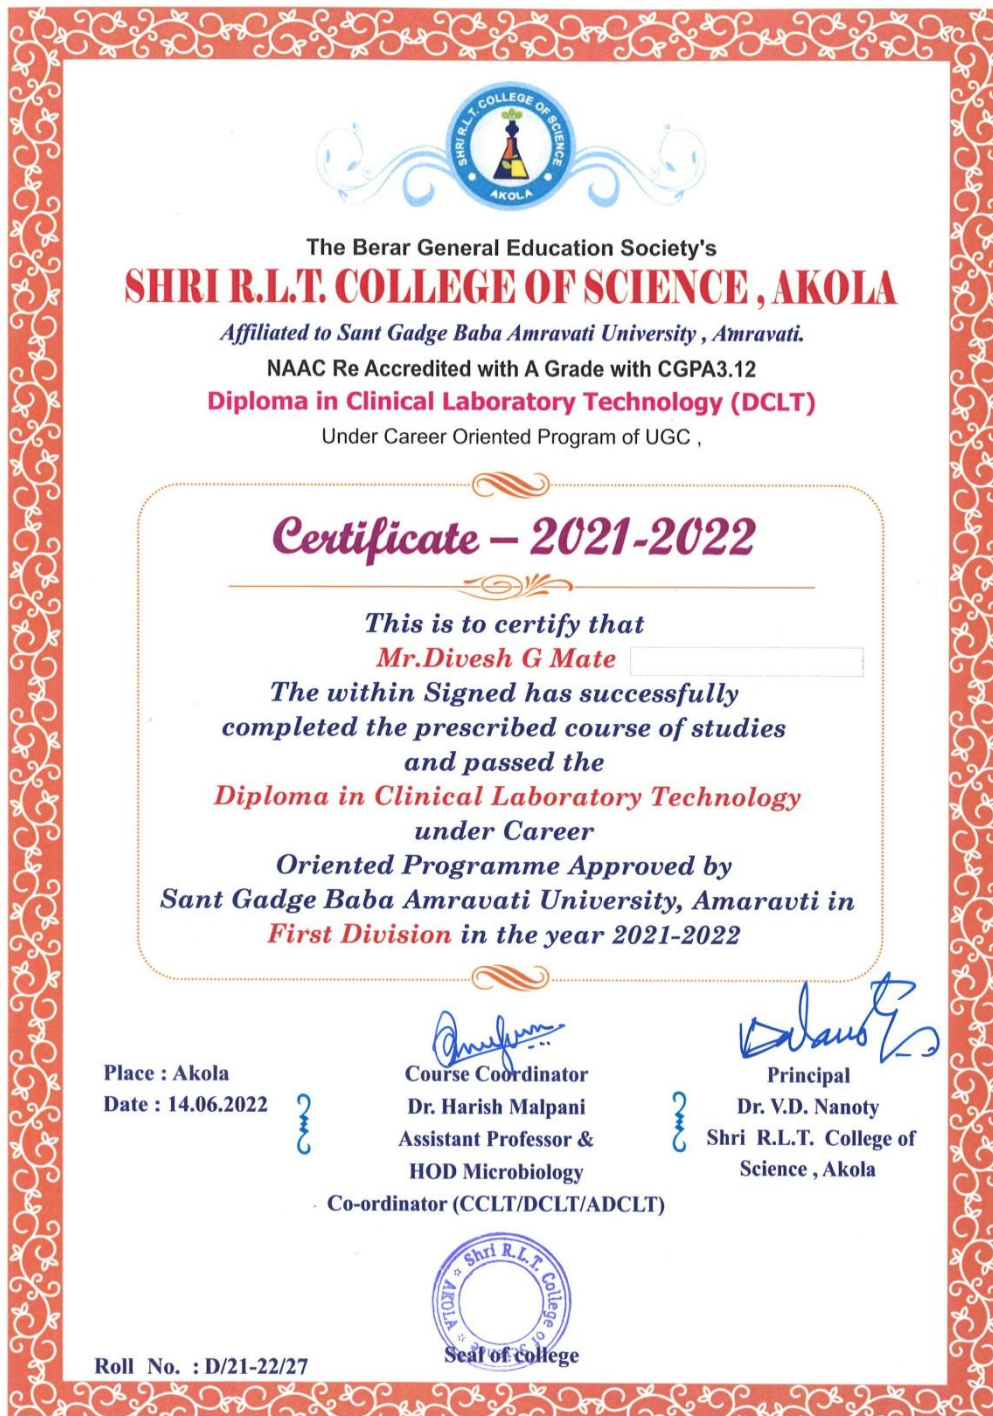 SHRI R.L.T. COLLEGE OF SCIENCE
AKOLA
The Berar General Education Society's
SHRI R.L.T. COLLEGE OF SCIENCE , AKOLA
Affiliated to Sant Gadge Baba Amravati University , Amravati.
NAAC Re Accredited with A Grade with CGPA3.12
Diploma in Clinical Laboratory Technology (DCLT)
Under Career Oriented Program of UGC ,
Certificate – 2021-2022
This is to certify that
Mr.Divesh G Mate
The within Signed has successfully
completed the prescribed course of studies
and passed the
Diploma in Clinical Laboratory Technology
under Career
Oriented Programme Approved by
Sant Gadge Baba Amravati University, Amaravti in
First Division in the year 2021-2022
Place : Akola
Date : 14.06.2022
Course Coordinator
Dr. Harish Malpani
Assistant Professor &
HOD Microbiology
Co-ordinator (CCLT/DCLT/ADCLT)
Principal
Dr. V.D. Nanoty
Shri R.L.T. College of
Science , Akola
Shri R.L.T. College of Science
AKOLA
Seal of college
Roll No. : D/21-22/27